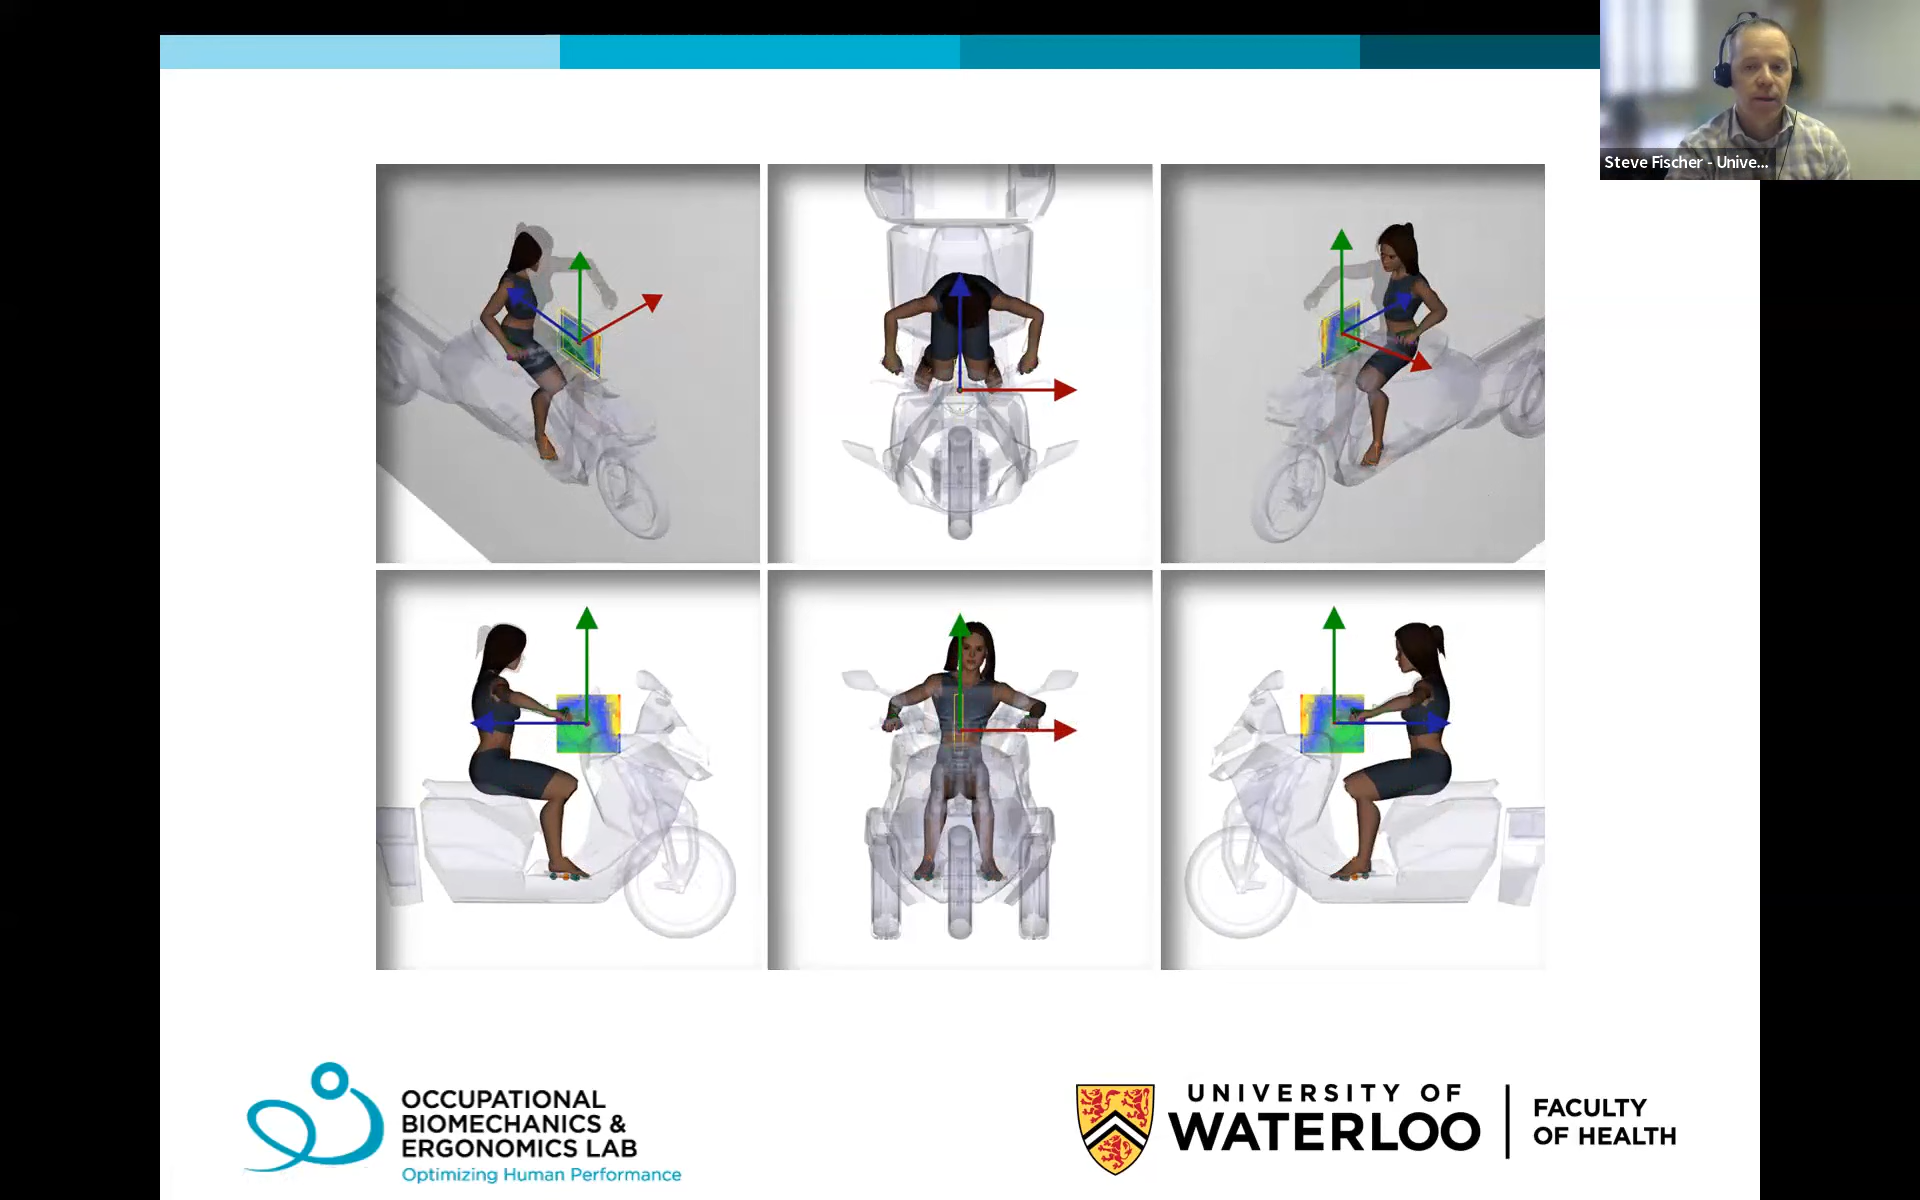 Steve Fischer - Unive...
OCCUPATIONAL
BIOMECHANICS &
ERGONOMICS LAB
Optimizing Human Performance
UNIVERSITY OF
WATERLOO
FACULTY
OF HEALTH